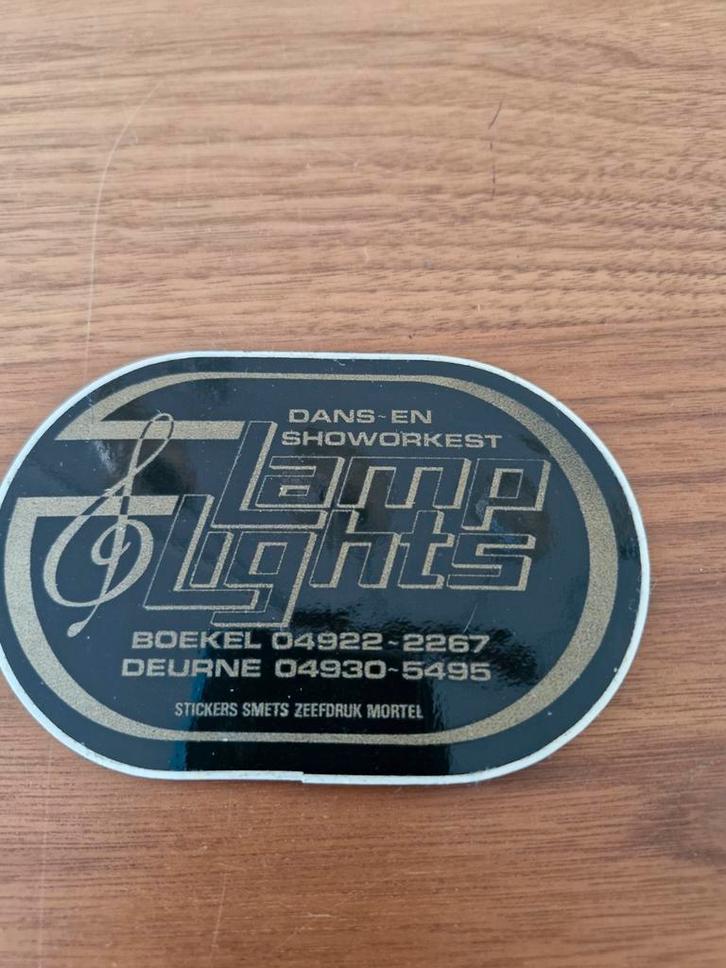 DANS-EN
SHOWORKEST
Lamp
Lights
BOEKEL 04922-2267
DEURNE 04930-5495
STICKERS SMETS ZEEFDRUK MORTEL